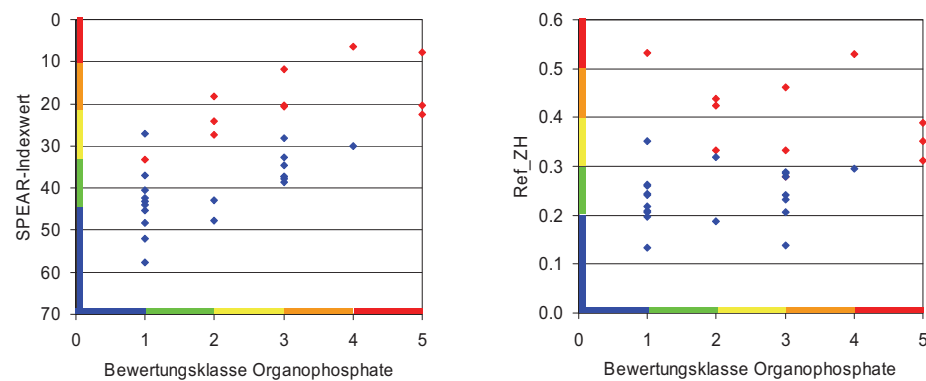 0
10
20
30
40
50
60
70
SPEAR-Indexwert
0 1 2 3 4 5
Bewertungsklasse Organophosphate
0.6
0.5
0.4
0.3
0.2
0.1
0.0
Ref_ZH
0 1 2 3 4 5
Bewertungsklasse Organophosphate